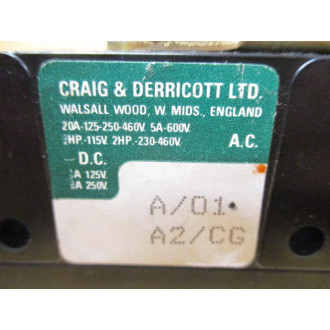 CRAIG & DERRICOTT LTD.
WALSALL WOOD, W. MIDS., ENGLAND
20A-125-250-460V. 5A-600V.
HP.-115V. 2HP.-230-460V. A.C.
D.C.
A 125V.
A 250V.
A/01
A2/CG